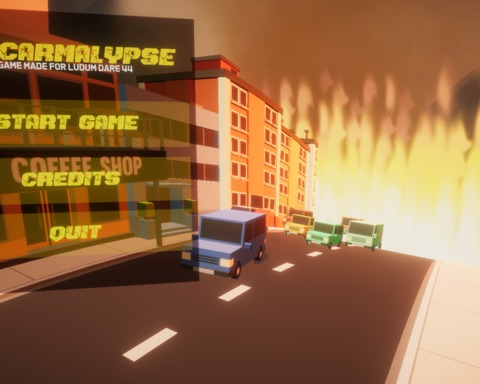 CARMALYPSE
GAME MADE FOR LUDUM DARE 44
START GAME
COFFEE SHOP
CREDITS
QUIT